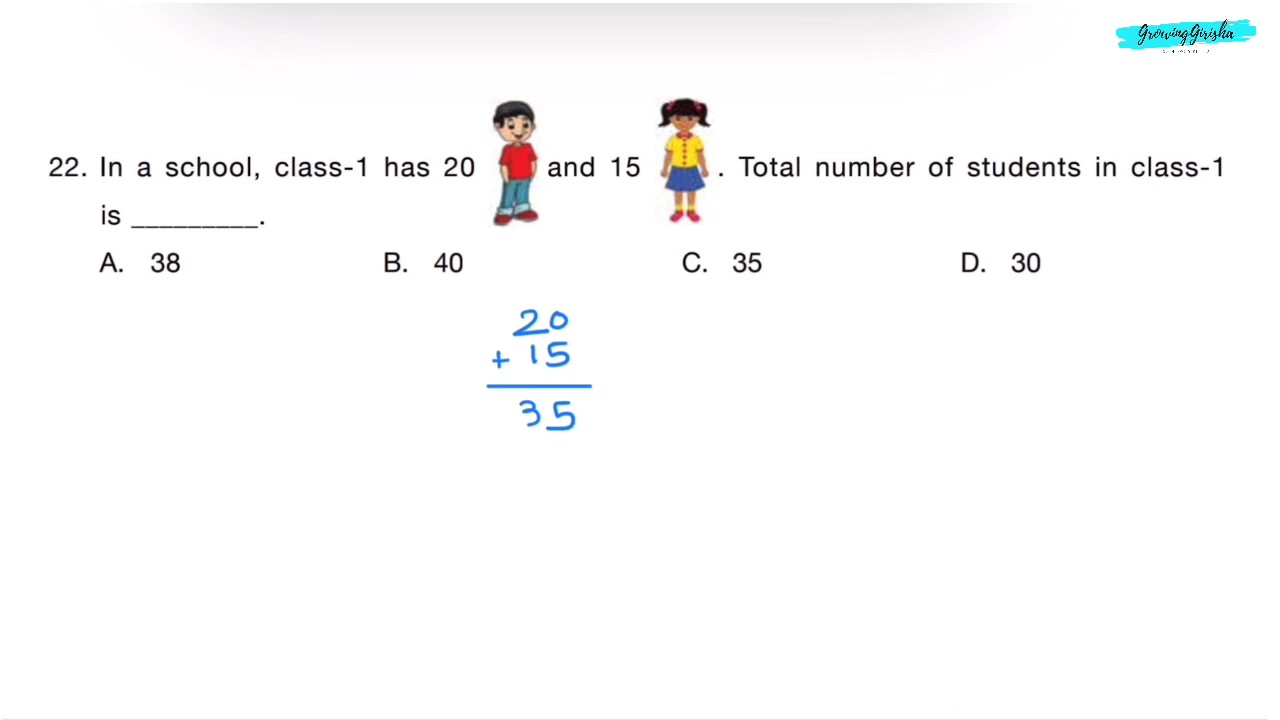 GrowingGirisha
22. In a school, class-1 has 20 and 15 . Total number of students in class-1
is _________.
A. 38 B. 40 C. 35 D. 30
20
+ 15
35